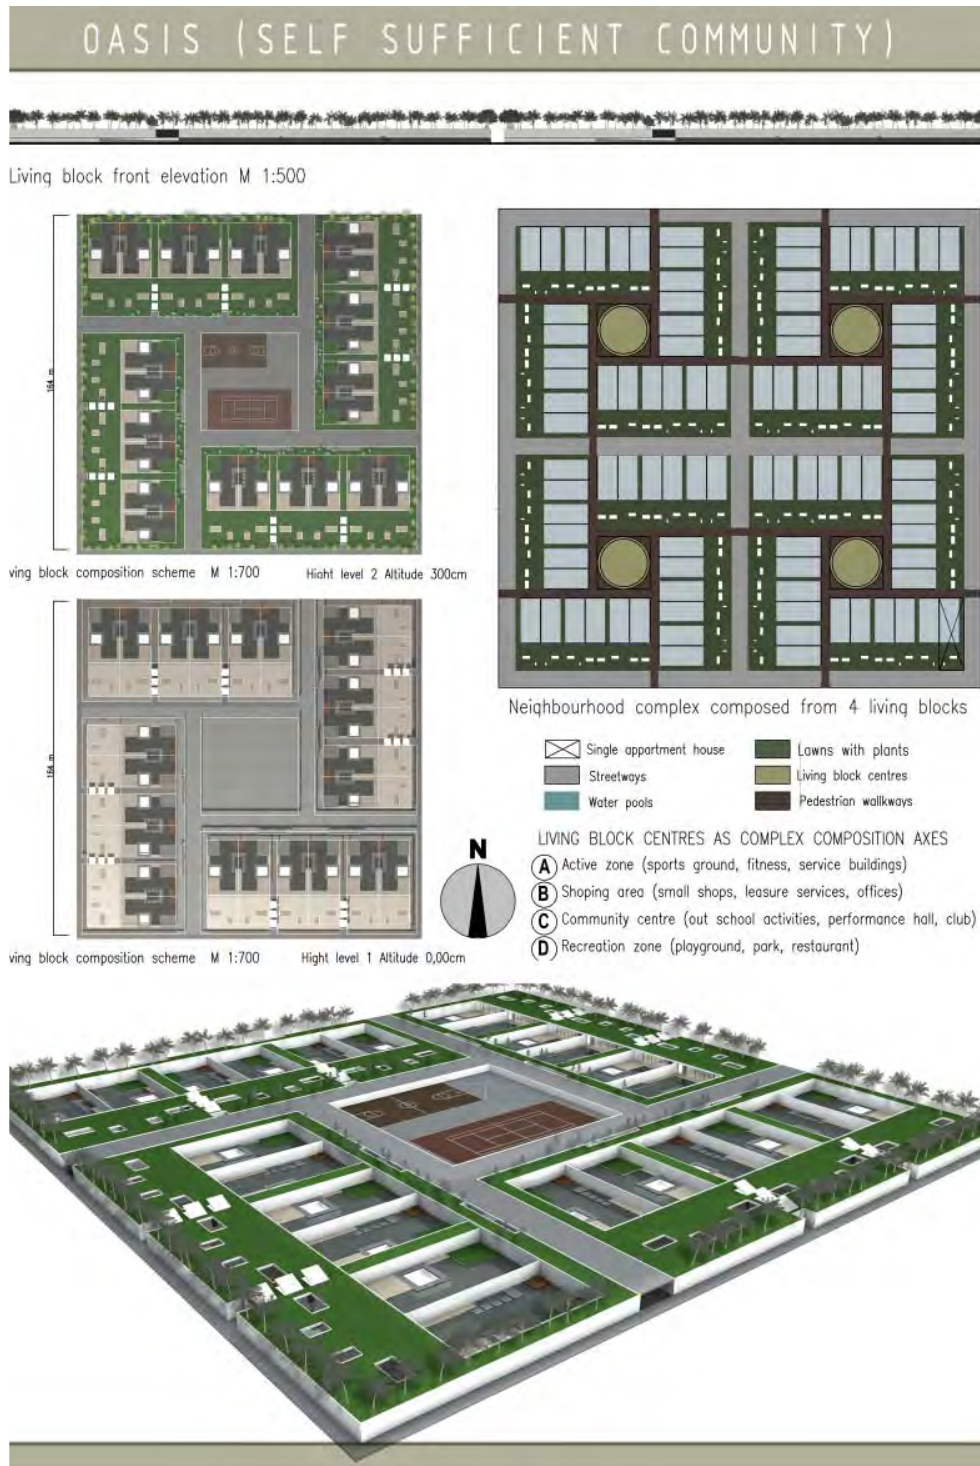 OASIS (SELF SUFFICIENT COMMUNITY)
Living block front elevation M 1:500
164 m
ving block composition scheme M 1:700 Hight level 2 Altitude 300cm
164 m
ving block composition scheme M 1:700 Hight level 1 Altitude 0,00cm
Neighbourhood complex composed from 4 living blocks
Single appartment house
Lawns with plants
Streetways
Living block centres
Water pools
Pedestrian wallkways
N
LIVING BLOCK CENTRES AS COMPLEX COMPOSITION AXES
A Active zone (sports ground, fitness, service buildings)
B Shoping area (small shops, leasure services, offices)
C Community centre (out school activities, performance hall, club)
D Recreation zone (playground, park, restaurant)